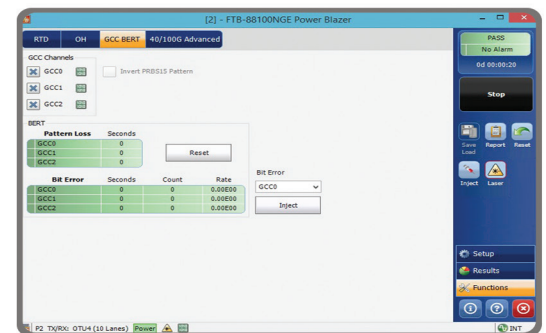 [2] - FTB-88100NGE Power Blazer
RTD OH GCC BERT 40/100G Advanced
GCC Channels
GCC0
GCC1
GCC2
Invert PRBS15 Pattern
BERT
Pattern Loss Seconds
GCC0 0
GCC1 0
GCC2 0
Reset
Bit Error Seconds Count Rate
GCC0 0 0 0.00E00
GCC1 0 0 0.00E00
GCC2 0 0 0.00E00
Bit Error
GCC0
Inject
PASS
No Alarm
0d 00:00:20
Stop
Save Load
Report
Reset
Inject
Laser
Setup
Results
Functions
P2 TX/RX: OTU4 (10 Lanes) Power
INT